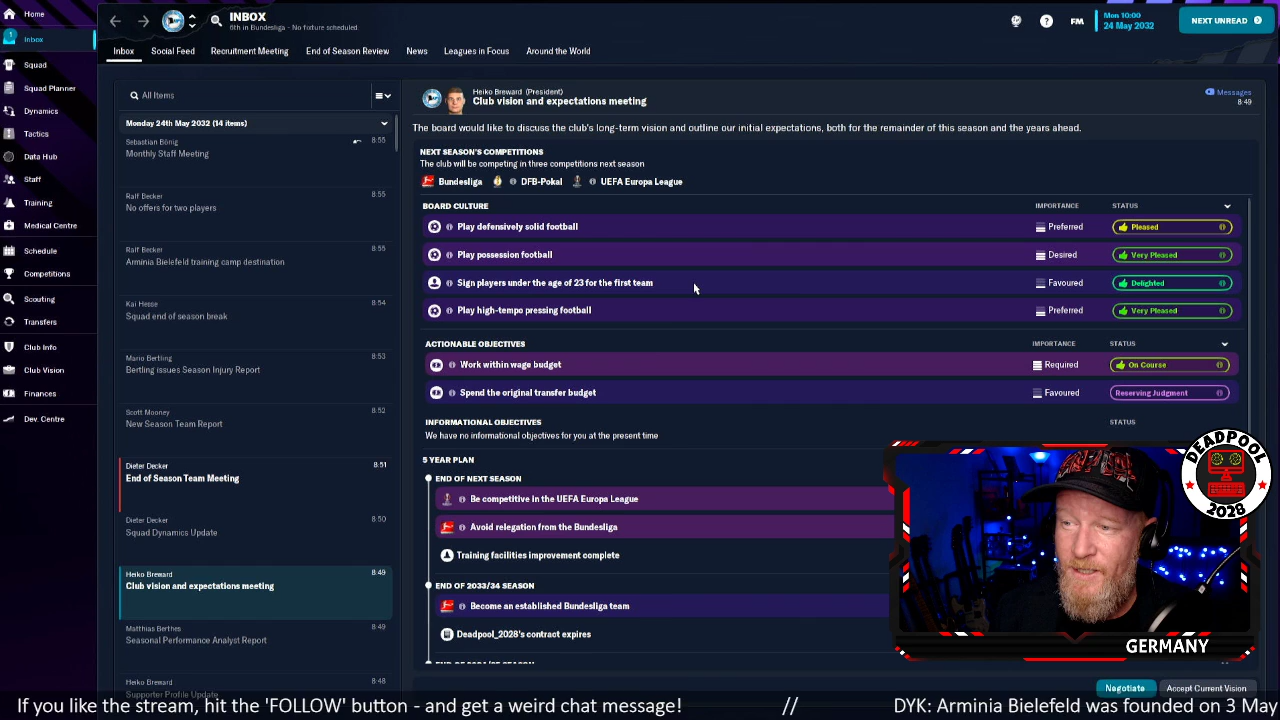 Home
INBOX
6th in Bundesliga - No fixture scheduled.
FM
Mon 10:00
24 May 2032
NEXT UNREAD
1
Inbox
Squad
Squad Planner
Dynamics
Tactics
Data Hub
Staff
Training
Medical Centre
Schedule
Competitions
Scouting
Transfers
Club Info
Club Vision
Finances
Dev. Centre
Inbox
Social Feed
Recruitment Meeting
End of Season Review
News
Leagues in Focus
Around the World
All Items
Monday 24th May 2032 (14 items)
Sebastian Bönig
8:55
Monthly Staff Meeting
Ralf Becker
8:55
No offers for two players
Ralf Becker
8:55
Arminia Bielefeld training camp destination
Kai Hesse
8:54
Squad end of season break
Mario Bertling
8:53
Bertling issues Season Injury Report
Scott Mooney
8:52
New Season Team Report
Dieter Decker
8:51
End of Season Team Meeting
Dieter Decker
8:50
Squad Dynamics Update
Heiko Breward
8:49
Club vision and expectations meeting
Matthias Berthes
8:49
Seasonal Performance Analyst Report
Heiko Breward
8:48
Supporter Profile Update
Heiko Breward (President)
Club vision and expectations meeting
Messages
8:49
The board would like to discuss the club's long-term vision and outline our initial expectations, both for the remainder of this season and the years ahead.
NEXT SEASON'S COMPETITIONS
The club will be competing in three competitions next season
Bundesliga
DFB-Pokal
UEFA Europa League
BOARD CULTURE
IMPORTANCE
STATUS
Play defensively solid football
Preferred
Pleased
Play possession football
Desired
Very Pleased
Sign players under the age of 23 for the first team
Favoured
Delighted
Play high-tempo pressing football
Preferred
Very Pleased
ACTIONABLE OBJECTIVES
IMPORTANCE
STATUS
Work within wage budget
Required
On Course
Spend the original transfer budget
Favoured
Reserving Judgment
INFORMATIONAL OBJECTIVES
STATUS
We have no informational objectives for you at the present time
5 YEAR PLAN
END OF NEXT SEASON
Be competitive in the UEFA Europa League
Avoid relegation from the Bundesliga
Training facilities improvement complete
END OF 2033/34 SEASON
Become an established Bundesliga team
Deadpool_2028's contract expires
DEADPOOL
2028
GERMANY
Negotiate
Accept Current Vision
If you like the stream, hit the 'FOLLOW' button - and get a weird chat message!
//
DYK: Arminia Bielefeld was founded on 3 May